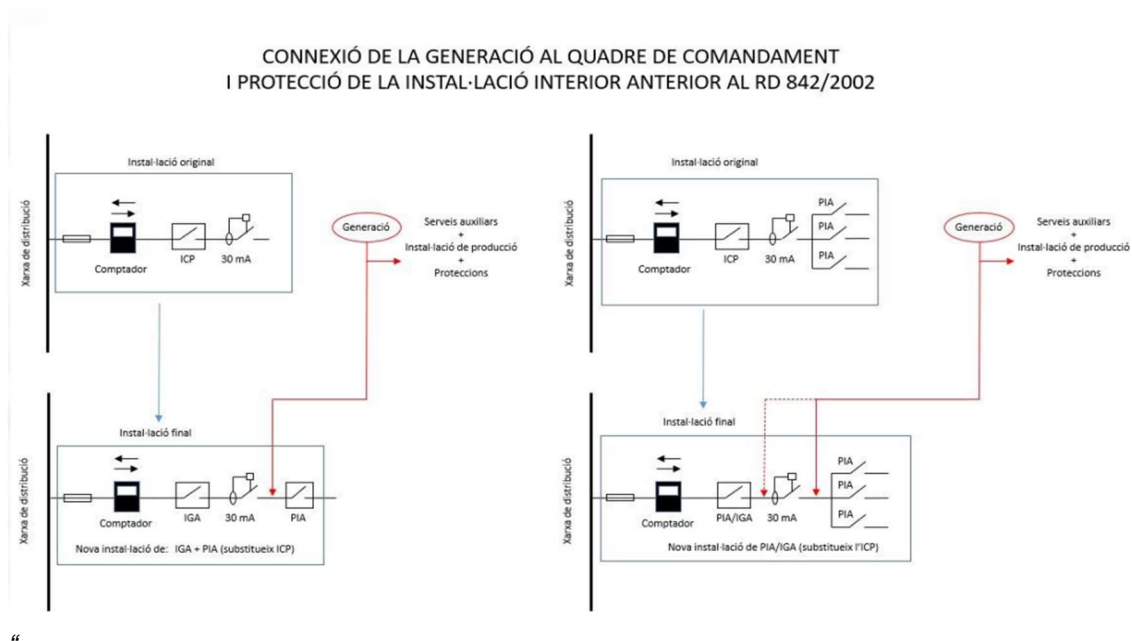 CONNEXIÓ DE LA GENERACIÓ AL QUADRE DE COMANDAMENT
I PROTECCIÓ DE LA INSTAL·LACIÓ INTERIOR ANTERIOR AL RD 842/2002
Xarxa de distribució
Instal·lació original
Comptador
ICP
30 mA
Generació
Serveis auxiliars
+
Instal·lació de producció
+
Proteccions
Xarxa de distribució
Instal·lació final
Comptador
IGA
30 mA
PIA
Nova instal·lació de: IGA + PIA (substitueix ICP)
Xarxa de distribució
Instal·lació original
Comptador
ICP
30 mA
PIA
PIA
PIA
Generació
Serveis auxiliars
+
Instal·lació de producció
+
Proteccions
Xarxa de distribució
Instal·lació final
Comptador
PIA/IGA
30 mA
PIA
PIA
PIA
Nova instal·lació de PIA/IGA (substitueix l'ICP)
“